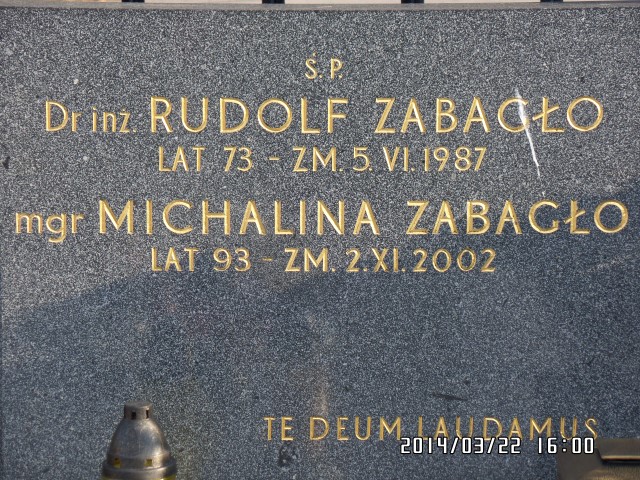 Ś.P.
Dr inż. RUDOLF ZABAGŁO
LAT 73 - ZM. 5.VI.1987
mgr MICHALINA ZABAGŁO
LAT 93 - ZM. 2.XI.2002
TE DEUM LAUDAMUS
2014/03/22 16:00